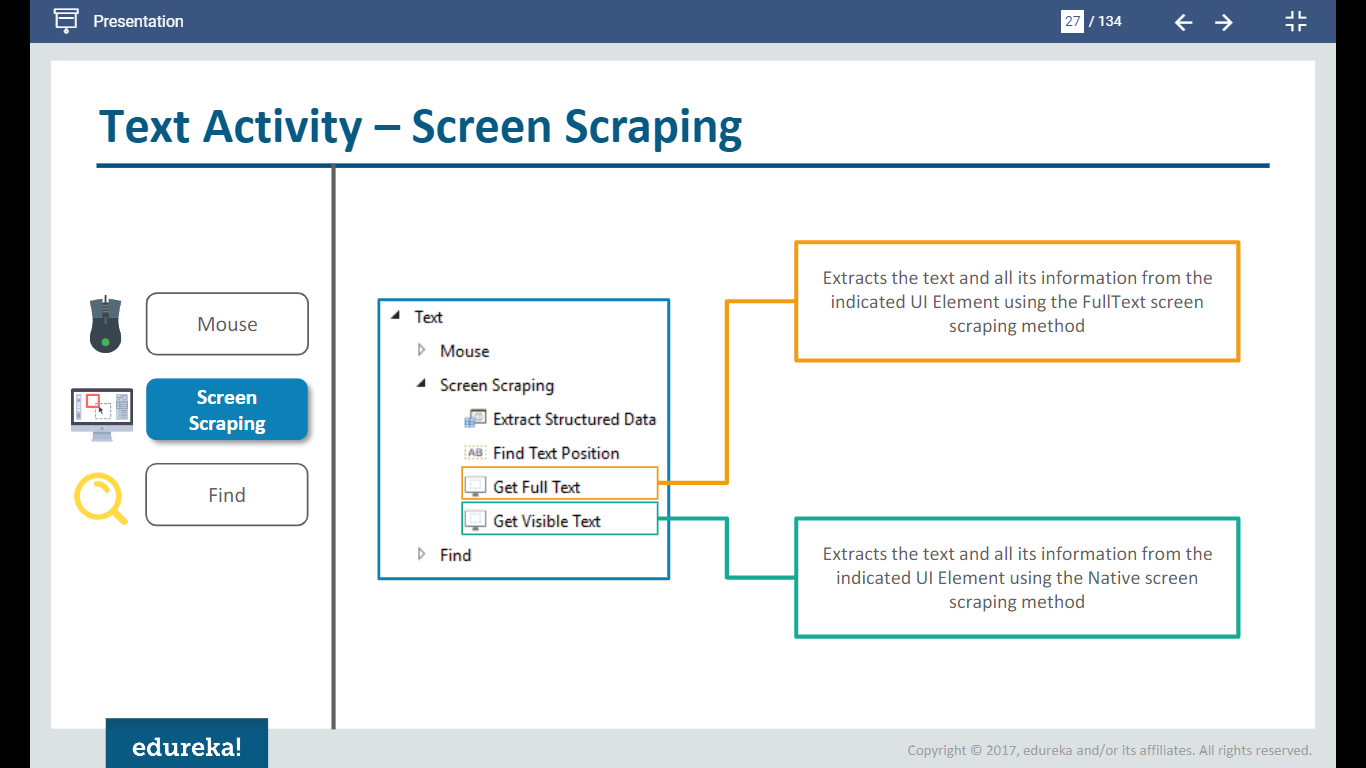 Presentation
27 / 134
Text Activity – Screen Scraping
Mouse
Screen
Scraping
Find
Text
Mouse
Screen Scraping
Extract Structured Data
AB Find Text Position
Get Full Text
Get Visible Text
Find
Extracts the text and all its information from the
indicated UI Element using the FullText screen
scraping method
Extracts the text and all its information from the
indicated UI Element using the Native screen
scraping method
edureka!
Copyright © 2017, edureka and/or its affiliates. All rights reserved.